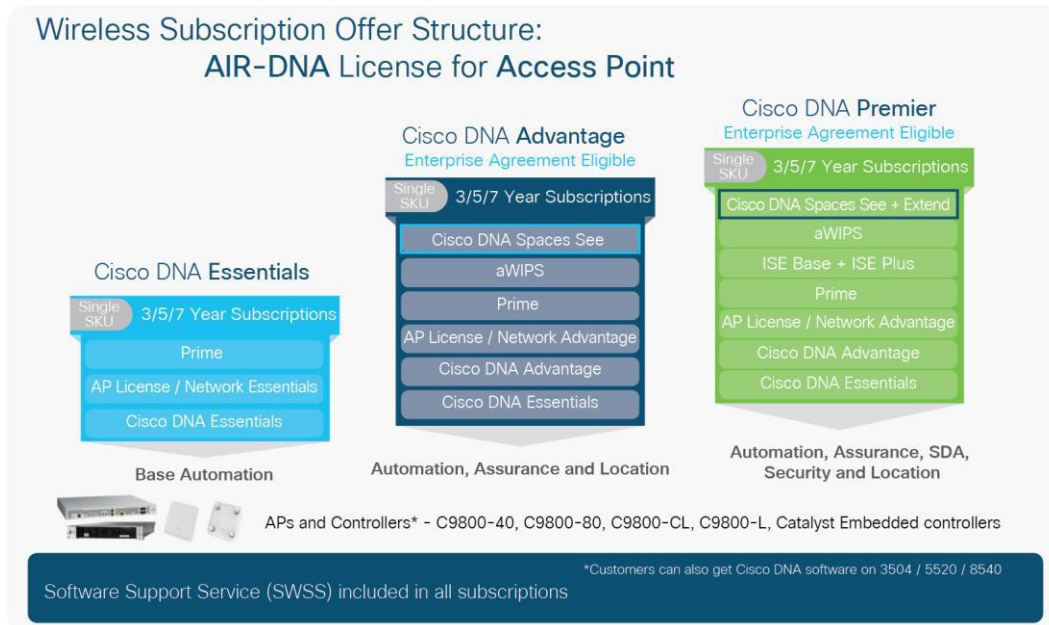 Wireless Subscription Offer Structure:
AIR-DNA License for Access Point
Cisco DNA Essentials
Single SKU
3/5/7 Year Subscriptions
Prime
AP License / Network Essentials
Cisco DNA Essentials
Base Automation
Cisco DNA Advantage
Enterprise Agreement Eligible
Single SKU
3/5/7 Year Subscriptions
Cisco DNA Spaces See
aWIPS
Prime
AP License / Network Advantage
Cisco DNA Advantage
Cisco DNA Essentials
Automation, Assurance and Location
Cisco DNA Premier
Enterprise Agreement Eligible
Single SKU
3/5/7 Year Subscriptions
Cisco DNA Spaces See + Extend
aWIPS
ISE Base + ISE Plus
Prime
AP License / Network Advantage
Cisco DNA Advantage
Cisco DNA Essentials
Automation, Assurance, SDA,
Security and Location
APs and Controllers* - C9800-40, C9800-80, C9800-CL, C9800-L, Catalyst Embedded controllers
*Customers can also get Cisco DNA software on 3504 / 5520 / 8540
Software Support Service (SWSS) included in all subscriptions